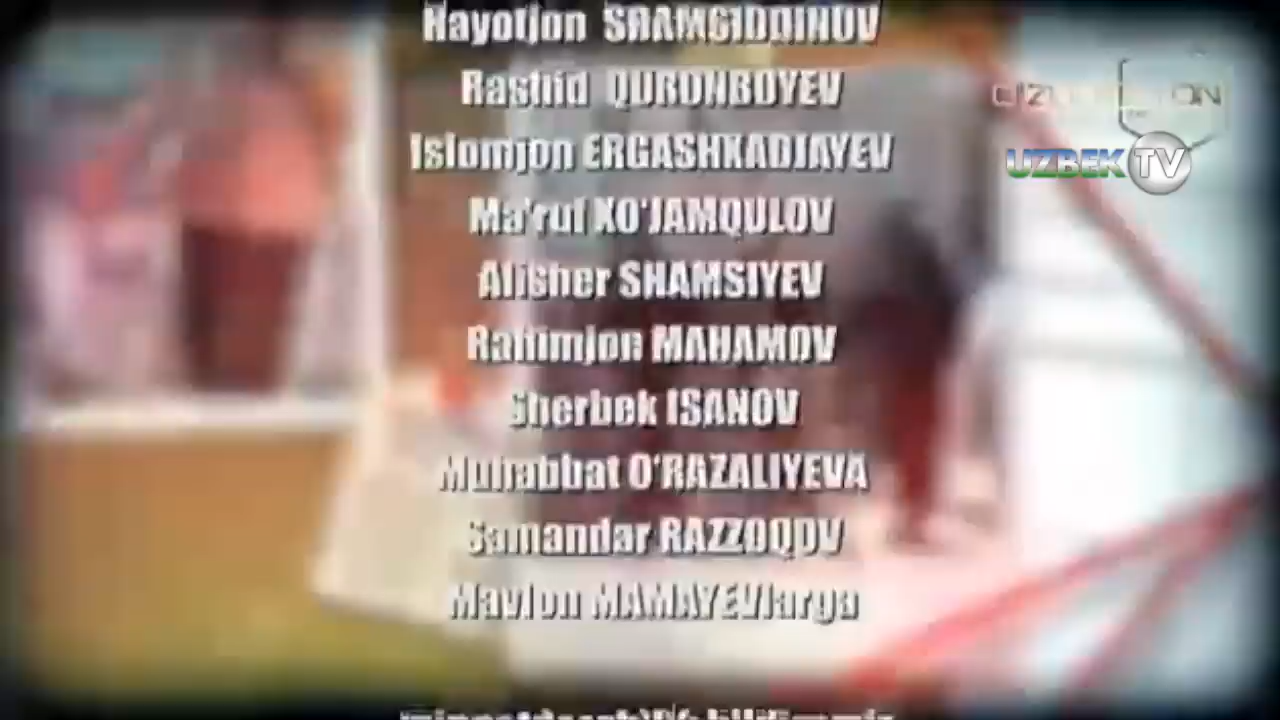 Hayotjon SHAMSIDDINOV
Rashid QURONBOYEV
Islomjon ERGASHXADJAYEV
Ma'ruf XO'JAMQULOV
Alisher SHAMSIYEV
Rahimjon MAHAMOV
Sherbek ISANOV
Muhabbat O'RAZALIYEVA
Samandar RAZZOQOV
Mavlon MAMAYEVlarga
UZBEK TV